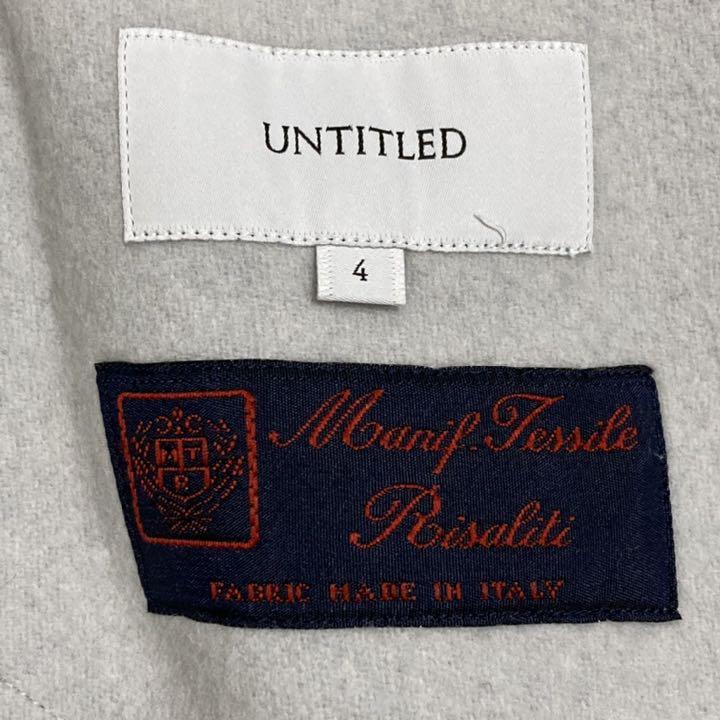 UNTITLED
4
M T
R
Manif. Tessile
Risaliti
FABRIC MADE IN ITALY